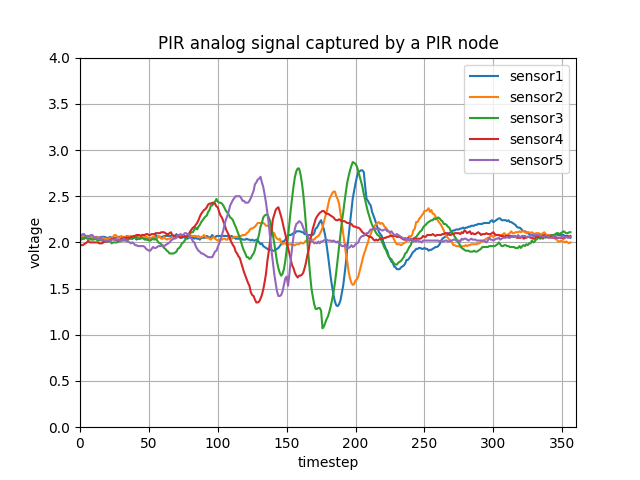 PIR analog signal captured by a PIR node
4.0
3.5
3.0
2.5
2.0
1.5
1.0
0.5
0.0
voltage
sensor1
sensor2
sensor3
sensor4
sensor5
0 50 100 150 200 250 300 350
timestep